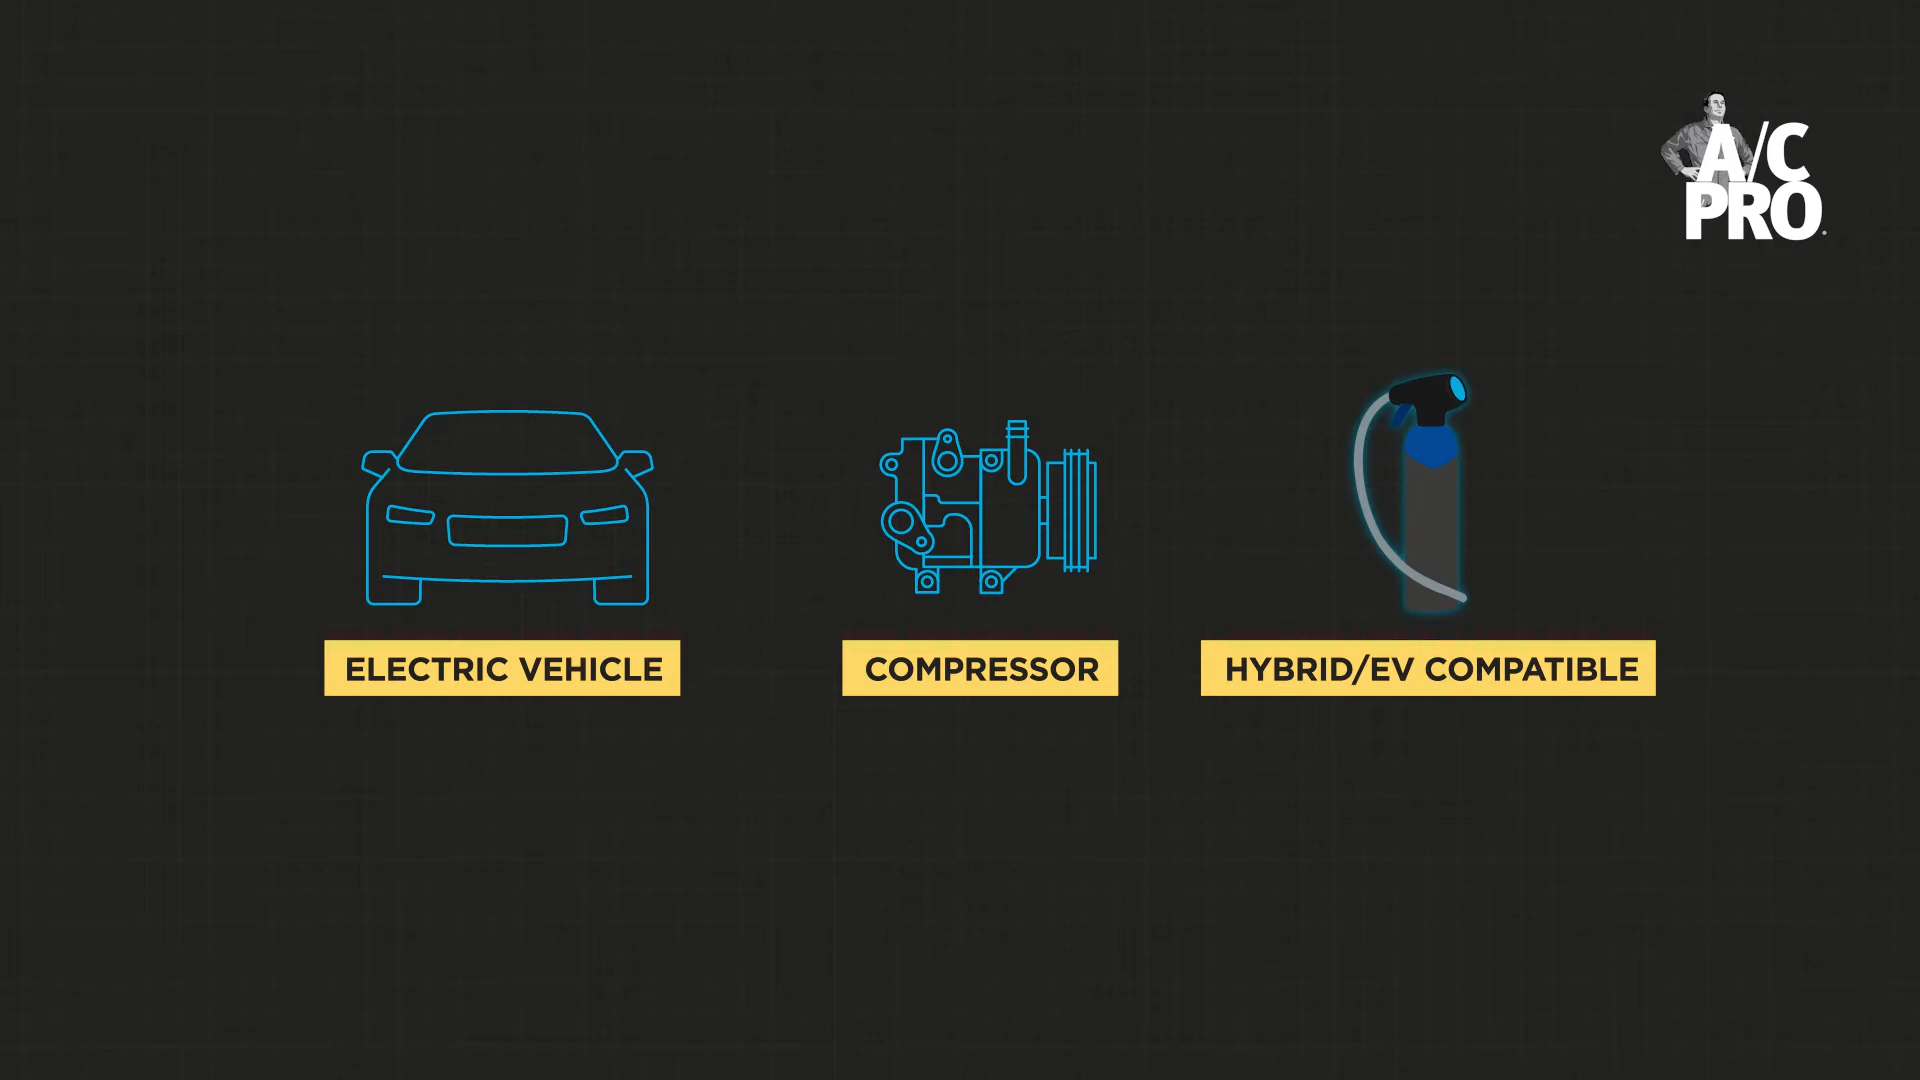 A/C
PRO
ELECTRIC VEHICLE
COMPRESSOR
HYBRID/EV COMPATIBLE